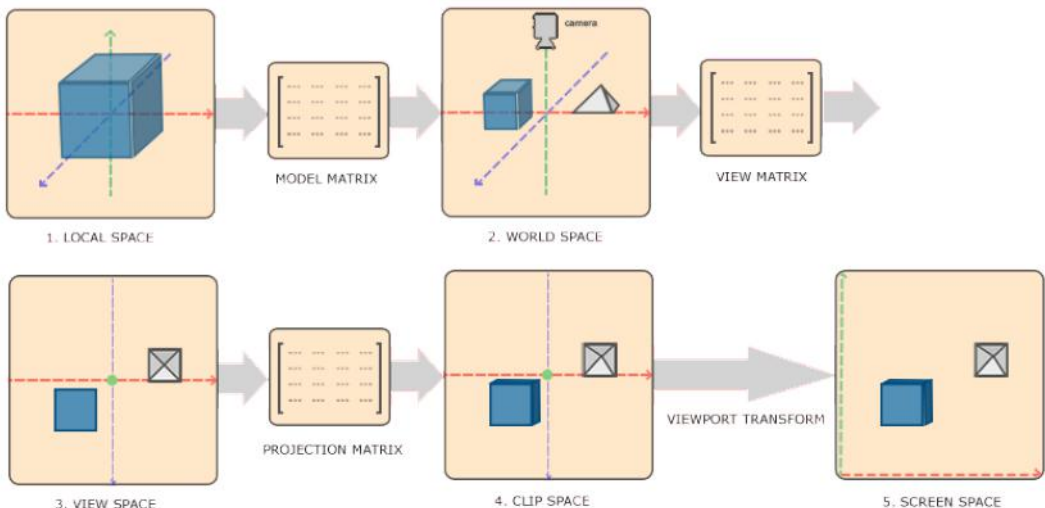 camera
MODEL MATRIX
VIEW MATRIX
1. LOCAL SPACE
2. WORLD SPACE
PROJECTION MATRIX
VIEWPORT TRANSFORM
3. VIEW SPACE
4. CLIP SPACE
5. SCREEN SPACE